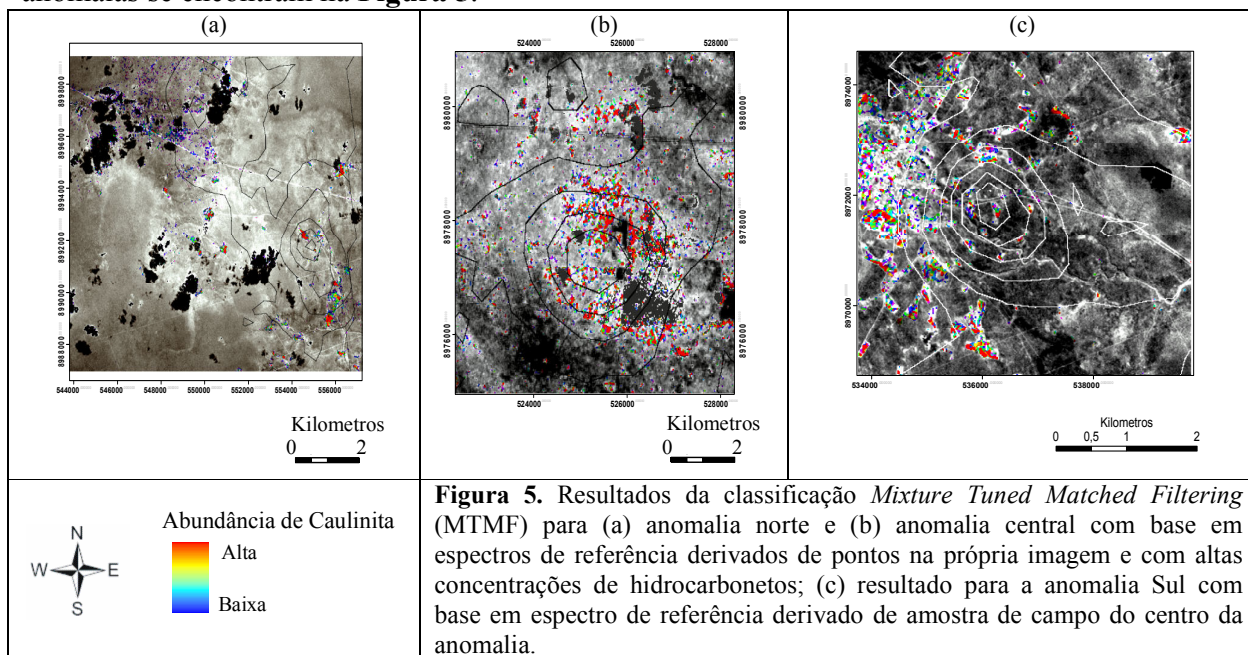 anomalias se encontram na Figura 5.
(a)
(b)
(c)
8998000
8996000
8994000
8992000
8990000
8988000
544000 546000 548000 550000 552000 554000 556000
Kilometros
0 2
524000 526000 528000
8980000
8978000
8976000
8980000
8978000
8976000
524000 526000 528000
Kilometros
0 2
8974000
8972000
8970000
534000 536000 538000
Kilometros
0 0,5 1 2
N
W E
S
Abundância de Caulinita
Alta
Baixa
Figura 5. Resultados da classificação Mixture Tuned Matched Filtering
(MTMF) para (a) anomalia norte e (b) anomalia central com base em
espectros de referência derivados de pontos na própria imagem e com altas
concentrações de hidrocarbonetos; (c) resultado para a anomalia Sul com
base em espectro de referência derivado de amostra de campo do centro da
anomalia.